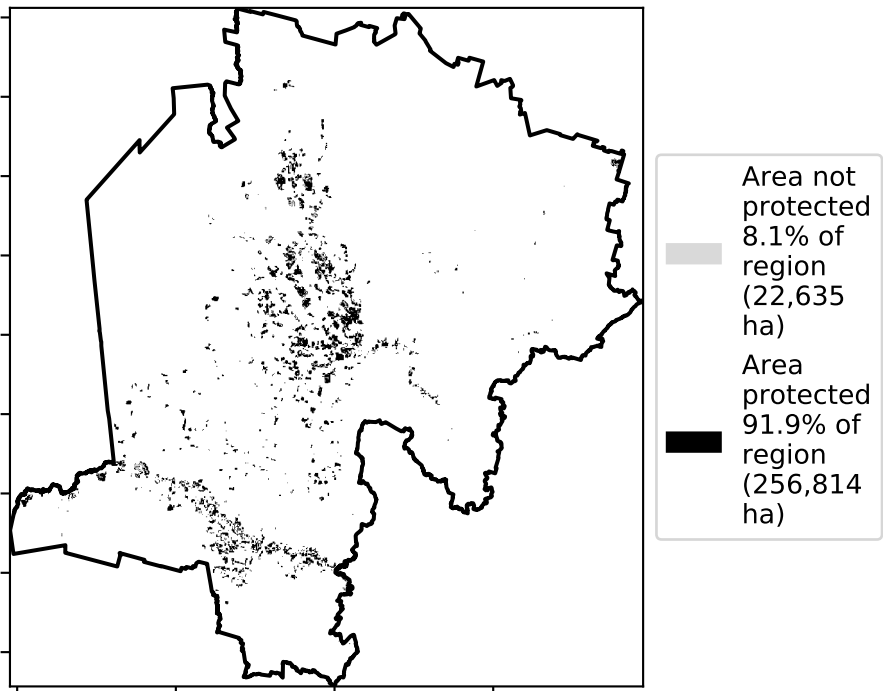 Area not
protected
8.1% of
region
(22,635
ha)
Area
protected
91.9% of
region
(256,814
ha)